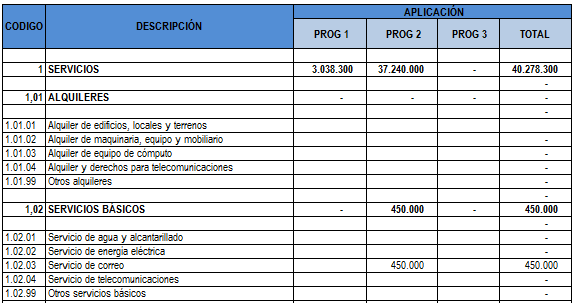 CODIGO DESCRIPCIÓN APLICACIÓN
PROG 1 PROG 2 PROG 3 TOTAL
1 SERVICIOS 3.038.300 37.240.000 - 40.278.300
-
1,01 ALQUILERES - - - -
-
1.01.01 Alquiler de edificios, locales y terrenos -
1.01.02 Alquiler de maquinaria, equipo y mobiliario -
1.01.03 Alquiler de equipo de cómputo -
1.01.04 Alquiler y derechos para telecomunicaciones -
1.01.99 Otros alquileres -
-
1,02 SERVICIOS BÁSICOS - 450.000 - 450.000
-
1.02.01 Servicio de agua y alcantarillado -
1.02.02 Servicio de energía eléctrica -
1.02.03 Servicio de correo 450.000 450.000
1.02.04 Servicio de telecomunicaciones -
1.02.99 Otros servicios básicos -